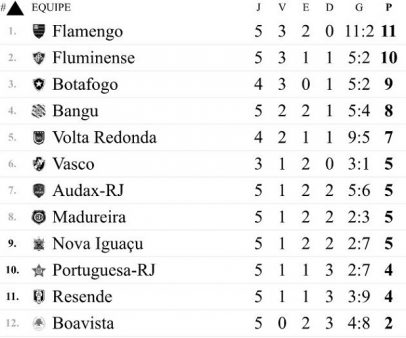 # EQUIPE J V E D G P
1. Flamengo 5 3 2 0 11:2 11
2. Fluminense 5 3 1 1 5:2 10
3. Botafogo 4 3 0 1 5:2 9
4. Bangu 5 2 2 1 5:4 8
5. Volta Redonda 4 2 1 1 9:5 7
6. Vasco 3 1 2 0 3:1 5
7. Audax-RJ 5 1 2 2 5:6 5
8. Madureira 5 1 2 2 2:3 5
9. Nova Iguaçu 5 1 2 2 2:7 5
10. Portuguesa-RJ 5 1 1 3 2:7 4
11. Resende 5 1 1 3 3:9 4
12. Boavista 5 0 2 3 4:8 2